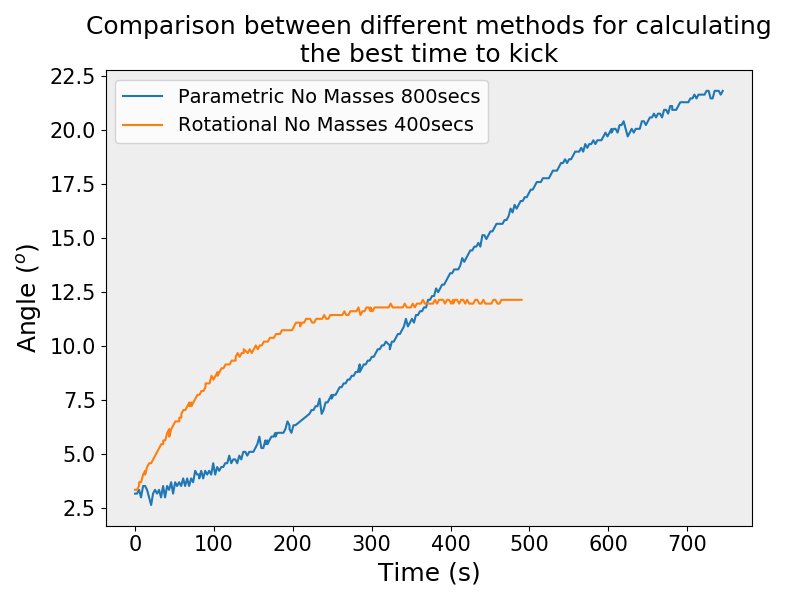 Comparison between different methods for calculating
the best time to kick
Parametric No Masses 800secs
Rotational No Masses 400secs
Angle (°)
22.5
20.0
17.5
15.0
12.5
10.0
7.5
5.0
2.5
0 100 200 300 400 500 600 700
Time (s)